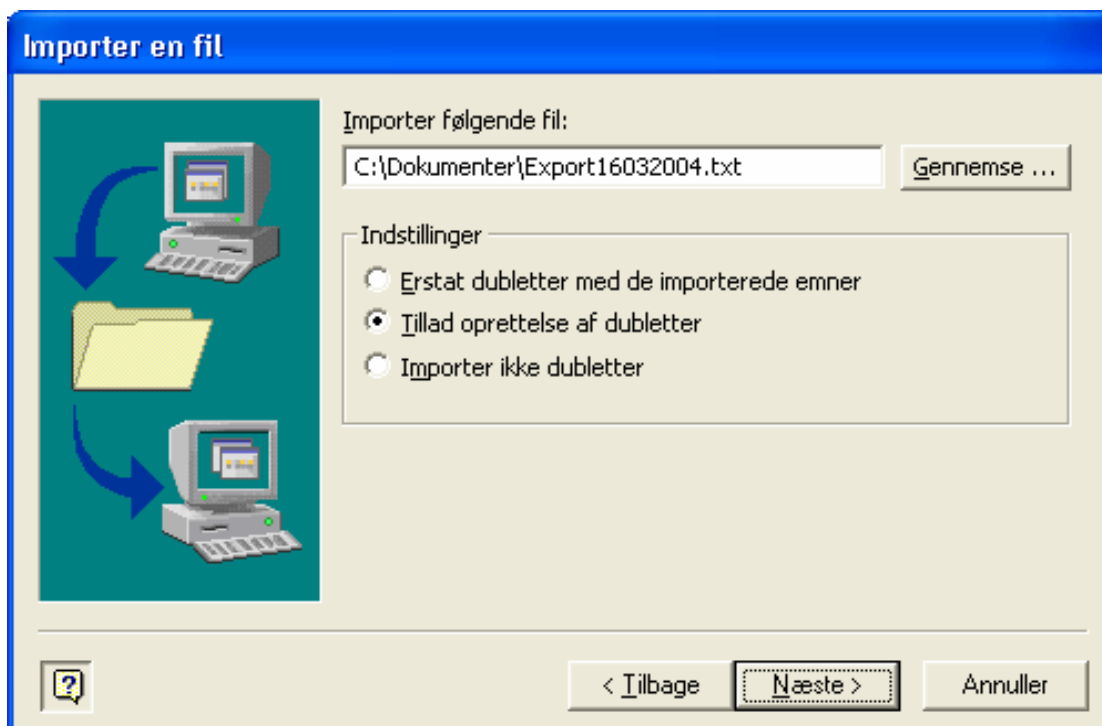 Importer en fil
Importer følgende fil:
C:\Dokumenter\Export16032004.txt
Gennemse ...
Indstillinger
Erstat dubletter med de importerede emner
Tillad oprettelse af dubletter
Importer ikke dubletter
?
< Tilbage
Næste >
Annuller